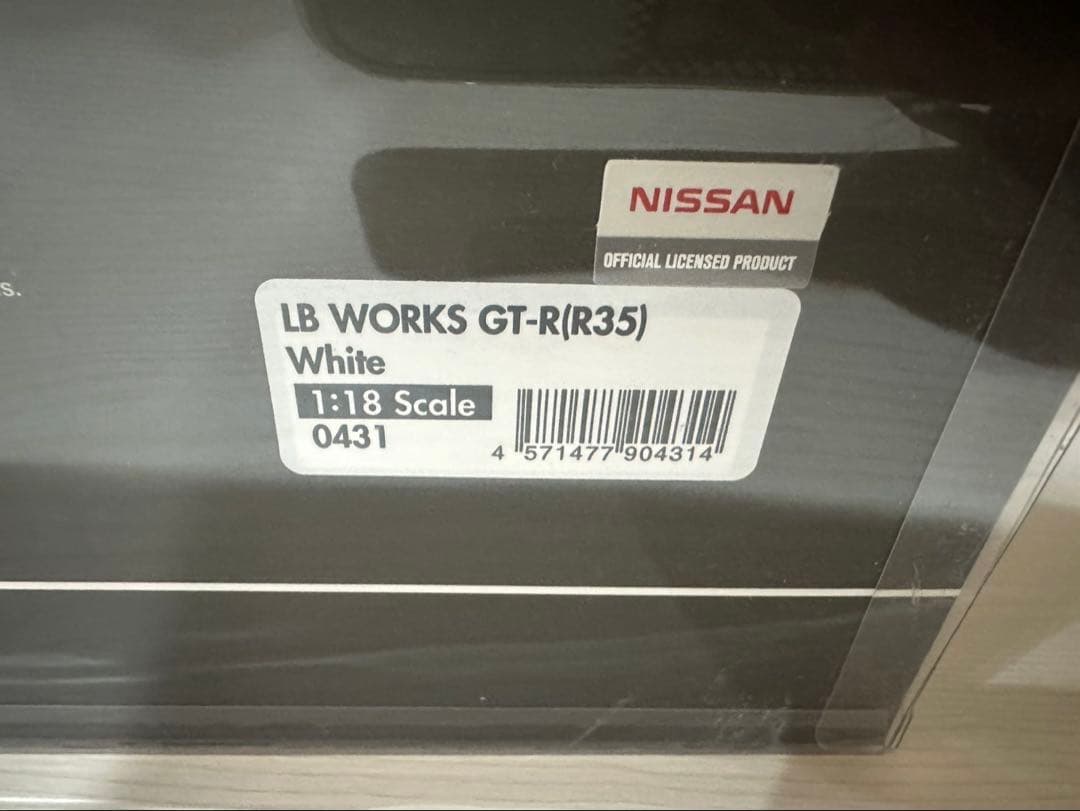 NISSAN
OFFICIAL LICENSED PRODUCT
s.
LB WORKS GT-R(R35)
White
1:18 Scale
0431
4 571477 904314